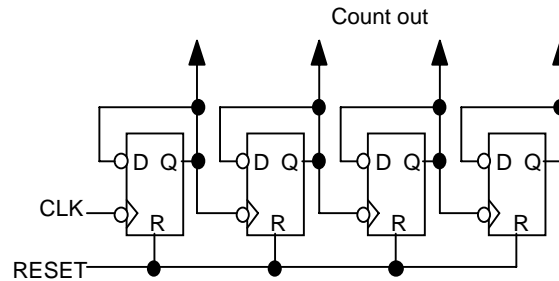 Count out
D Q D Q D Q D Q
CLK
R R R R
RESET